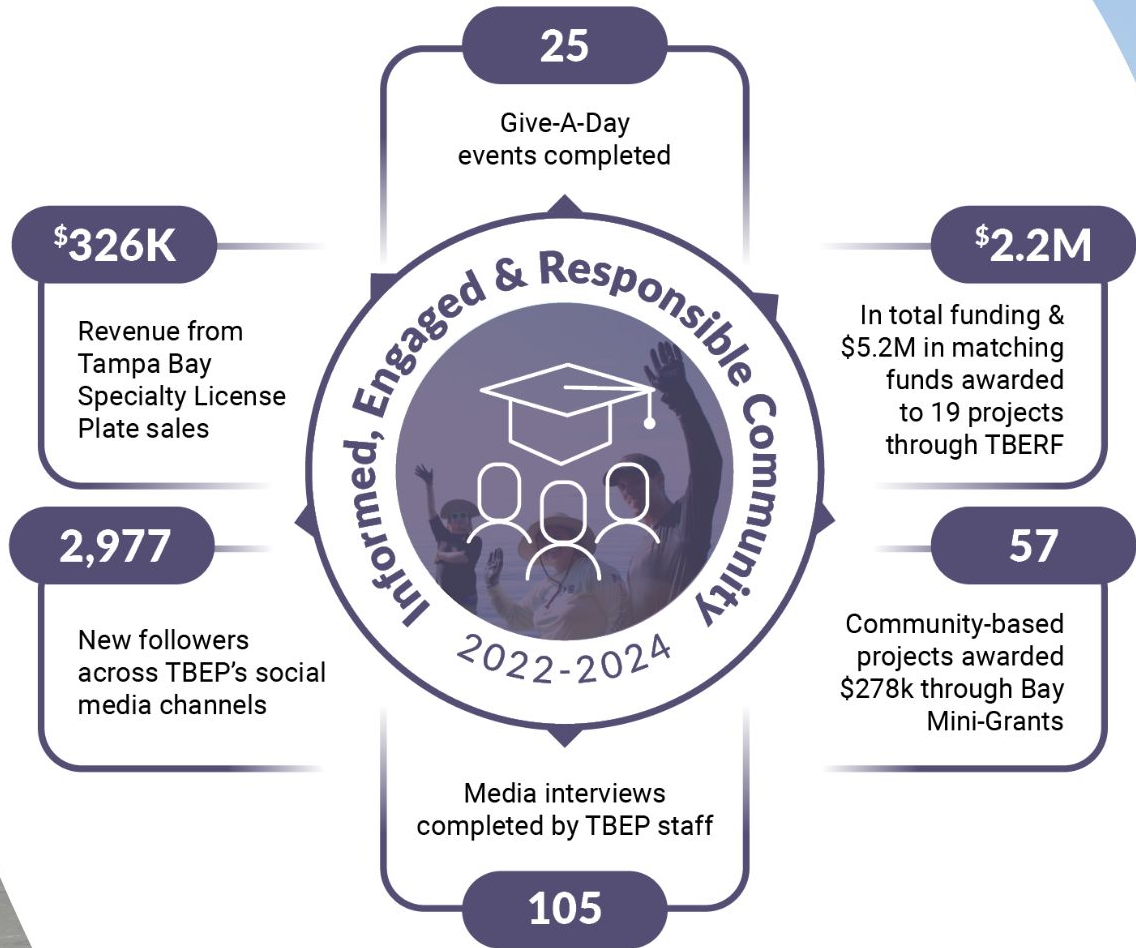 25
Give-A-Day
events completed
$326K
Revenue from
Tampa Bay
Specialty License
Plate sales
$2.2M
In total funding &
$5.2M in matching
funds awarded
to 19 projects
through TBERF
Informed, Engaged & Responsible Community
2022-2024
2,977
New followers
across TBEP’s social
media channels
57
Community-based
projects awarded
$278k through Bay
Mini-Grants
Media interviews
completed by TBEP staff
105